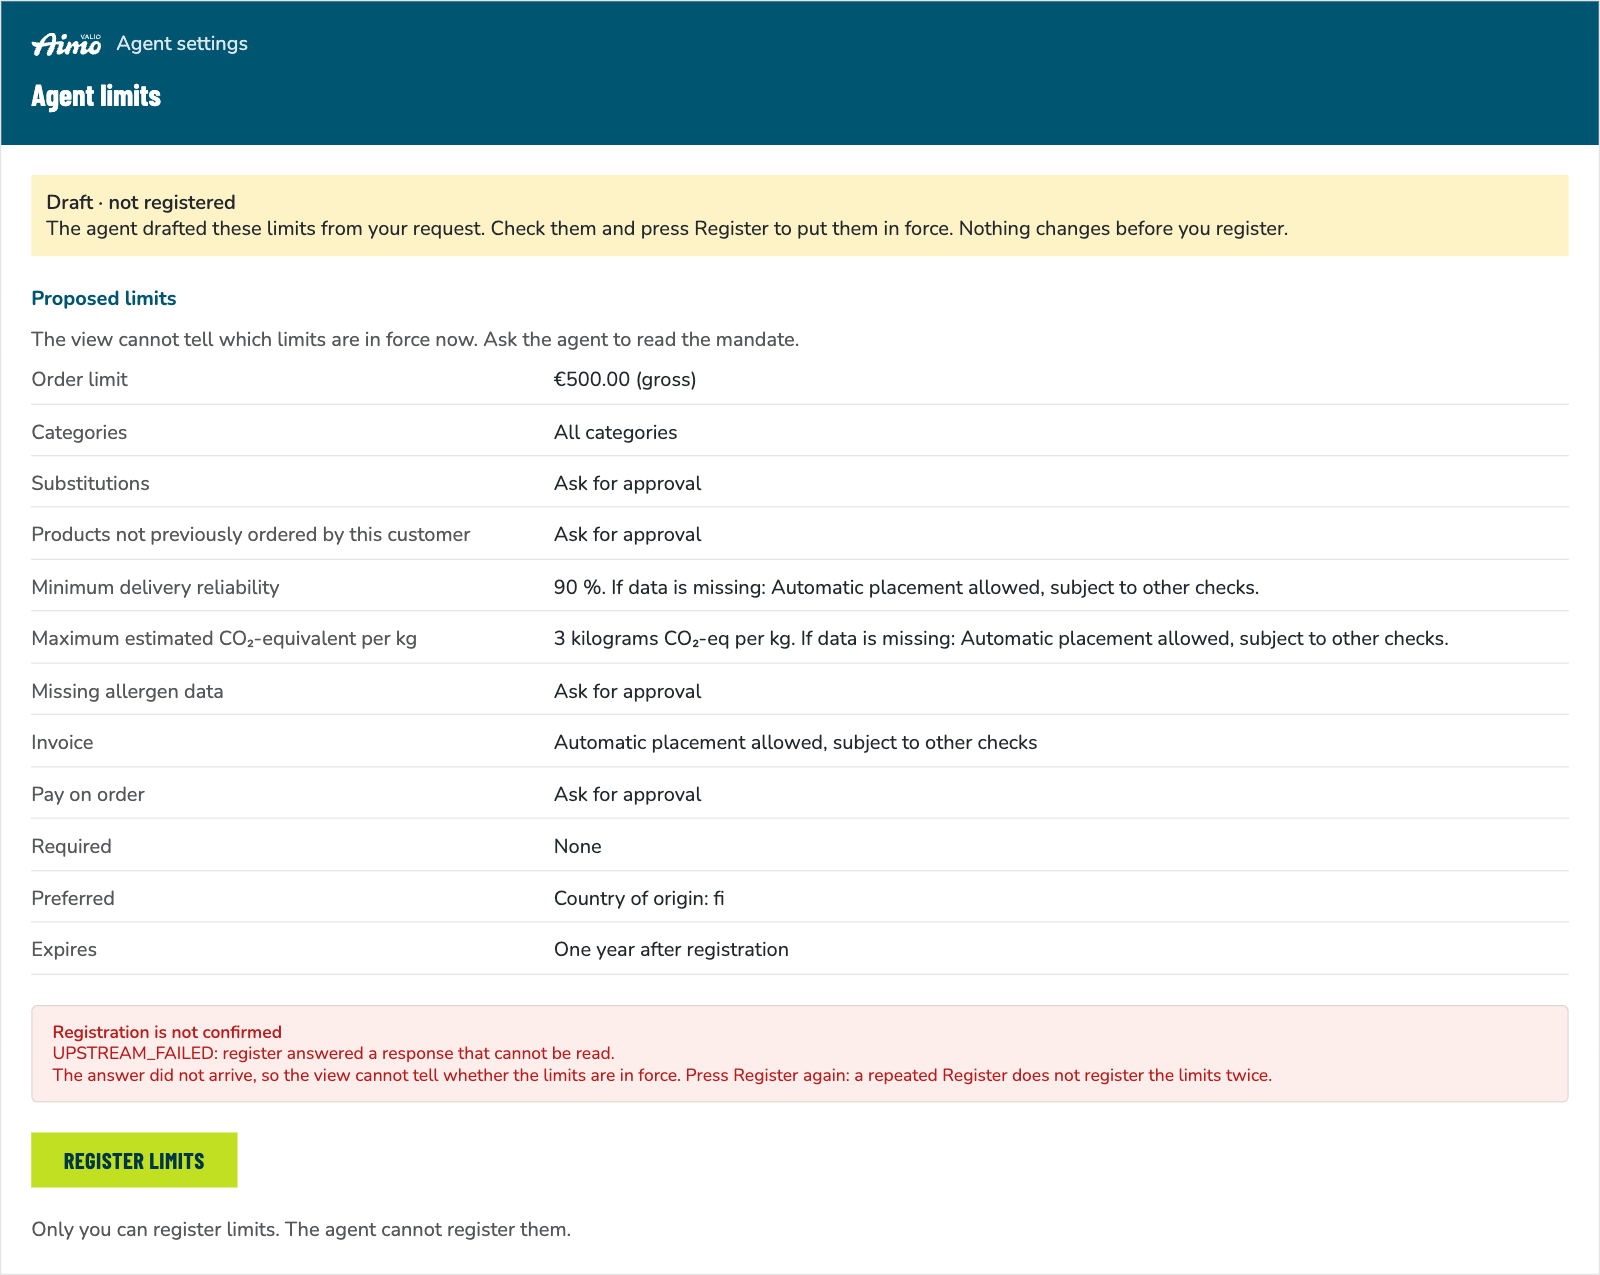 Aimo VALIO Agent settings
Agent limits
Draft · not registered
The agent drafted these limits from your request. Check them and press Register to put them in force. Nothing changes before you register.
Proposed limits
The view cannot tell which limits are in force now. Ask the agent to read the mandate.
Order limit €500.00 (gross)
Categories All categories
Substitutions Ask for approval
Products not previously ordered by this customer Ask for approval
Minimum delivery reliability 90 %. If data is missing: Automatic placement allowed, subject to other checks.
Maximum estimated CO₂-equivalent per kg 3 kilograms CO₂-eq per kg. If data is missing: Automatic placement allowed, subject to other checks.
Missing allergen data Ask for approval
Invoice Automatic placement allowed, subject to other checks
Pay on order Ask for approval
Required None
Preferred Country of origin: fi
Expires One year after registration
Registration is not confirmed
UPSTREAM_FAILED: register answered a response that cannot be read.
The answer did not arrive, so the view cannot tell whether the limits are in force. Press Register again: a repeated Register does not register the limits twice.
REGISTER LIMITS
Only you can register limits. The agent cannot register them.